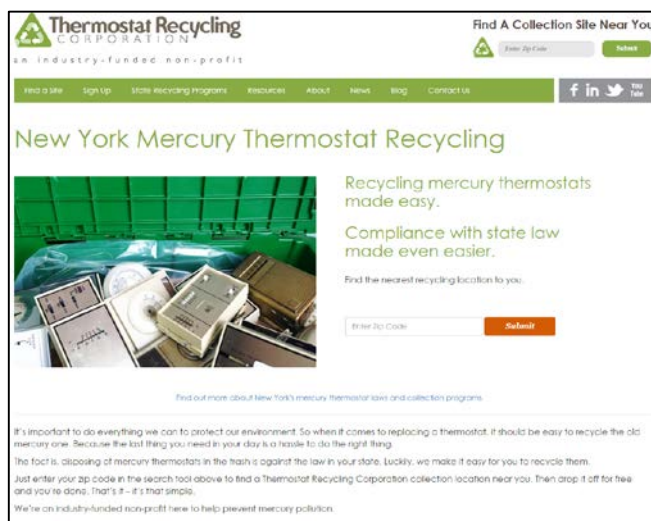 Thermostat Recycling
CORPORATION
an industry-funded non-profit
Find A Collection Site Near You
Enter Zip Code
Submit
Find a Site Sign Up State Recycling Programs Resources About News Blog Contact Us
f in You Tube
New York Mercury Thermostat Recycling
Recycling mercury thermostats
made easy.
Compliance with state law
made even easier.
Find the nearest recycling location to you.
Enter Zip Code
Submit
Find out more about New York's mercury thermostat laws and collection programs
It's important to do everything we can to protect our environment. So when it comes to replacing a thermostat, it should be easy to recycle the old
mercury one. Because the last thing you need in your day is a hassle to do the right thing.
The fact is, disposing of mercury thermostats in the trash is against the law in your state. Luckily, we make it easy for you to recycle them.
Just enter your zip code in the search tool above to find a Thermostat Recycling Corporation collection location near you. Then drop it off for free
and you're done. That's it – it's that simple.
We're an industry-funded non-profit here to help prevent mercury pollution.